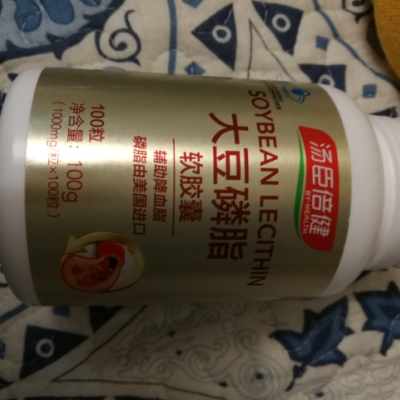 汤臣倍健
BY-HEALTH
SOYBEAN LECITHIN
大豆磷脂
软胶囊
辅助降血脂
磷脂由美国进口
100粒
净含量：100g
(1000mg/粒×100粒)